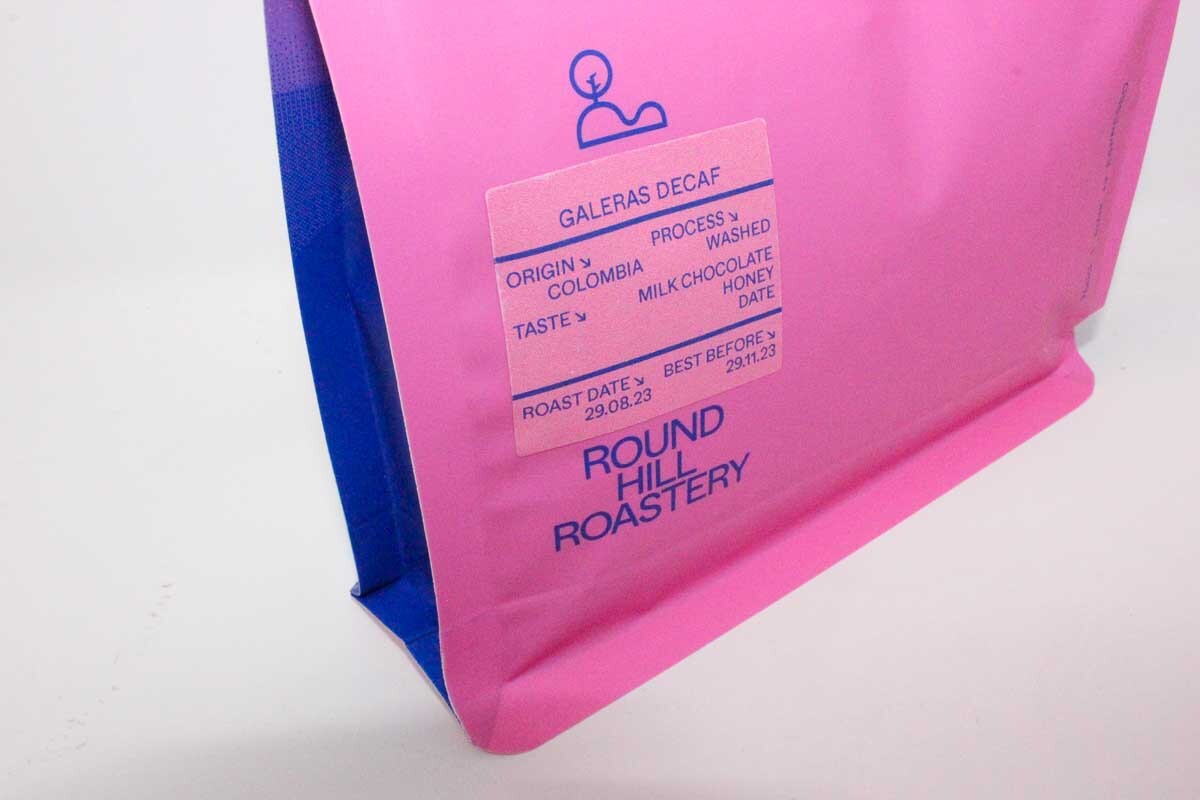 GALERAS DECAF
ORIGIN ↘
COLOMBIA
PROCESS ↘
WASHED
TASTE ↘
MILK CHOCOLATE
HONEY
DATE
ROAST DATE ↘
29.08.23
BEST BEFORE ↘
29.11.23
ROUND
HILL
ROASTERY